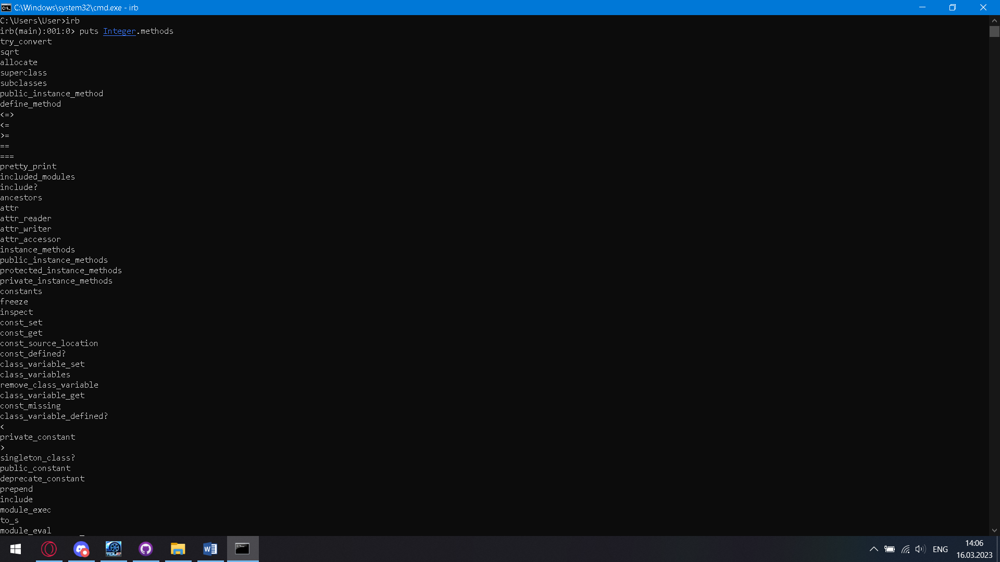 C:\Windows\system32\cmd.exe - irb
C:\Users\User>irb
irb(main):001:0> puts Integer.methods
try_convert
sqrt
allocate
superclass
subclasses
public_instance_method
define_method
<=>
<=
>=
==
===
pretty_print
included_modules
include?
ancestors
attr
attr_reader
attr_writer
attr_accessor
instance_methods
public_instance_methods
protected_instance_methods
private_instance_methods
constants
freeze
inspect
const_set
const_get
const_source_location
const_defined?
class_variable_set
class_variables
remove_class_variable
class_variable_get
const_missing
class_variable_defined?
<
private_constant
>
singleton_class?
public_constant
deprecate_constant
prepend
include
module_exec
to_s
module_eval
TDU2
W
ENG
14:06
16.03.2023